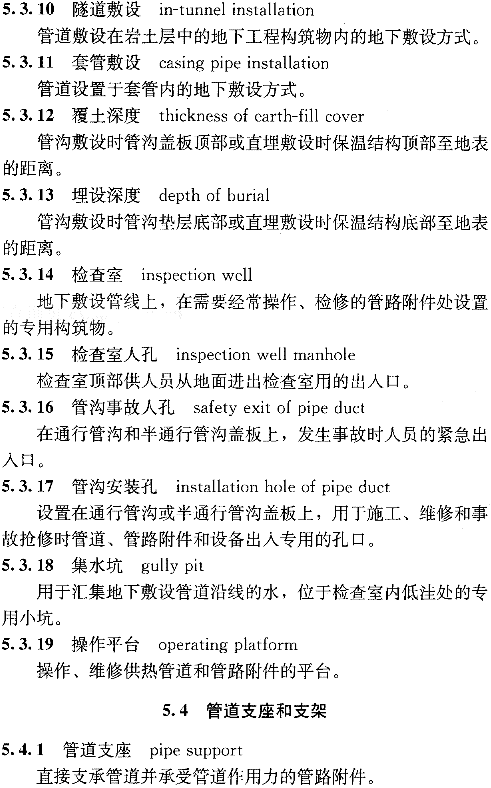 5.3.10 隧道敷设 in-tunnel installation
管道敷设在岩土层中的地下工程构筑物内的地下敷设方式。
5.3.11 套管敷设 casing pipe installation
管道设置于套管内的地下敷设方式。
5.3.12 覆土深度 thickness of earth-fill cover
管沟敷设时管沟盖板顶部或直埋敷设时保温结构顶部至地表
的距离。
5.3.13 埋设深度 depth of burial
管沟敷设时管沟垫层底部或直埋敷设时保温结构底部至地表
的距离。
5.3.14 检查室 inspection well
地下敷设管线上，在需要经常操作、检修的管路附件处设置
的专用构筑物。
5.3.15 检查室人孔 inspection well manhole
检查室顶部供人员从地面进出检查室用的出入口。
5.3.16 管沟事故人孔 safety exit of pipe duct
在通行管沟和半通行管沟盖板上，发生事故时人员的紧急出
入口。
5.3.17 管沟安装孔 installation hole of pipe duct
设置在通行管沟或半通行管沟盖板上，用于施工、维修和事
故抢修时管道、管路附件和设备出入专用的孔口。
5.3.18 集水坑 gully pit
用于汇集地下敷设管道沿线的水，位于检查室内低洼处的专
用小坑。
5.3.19 操作平台 operating platform
操作、维修供热管道和管路附件的平台。
5.4 管道支座和支架
5.4.1 管道支座 pipe support
直接支承管道并承受管道作用力的管路附件。